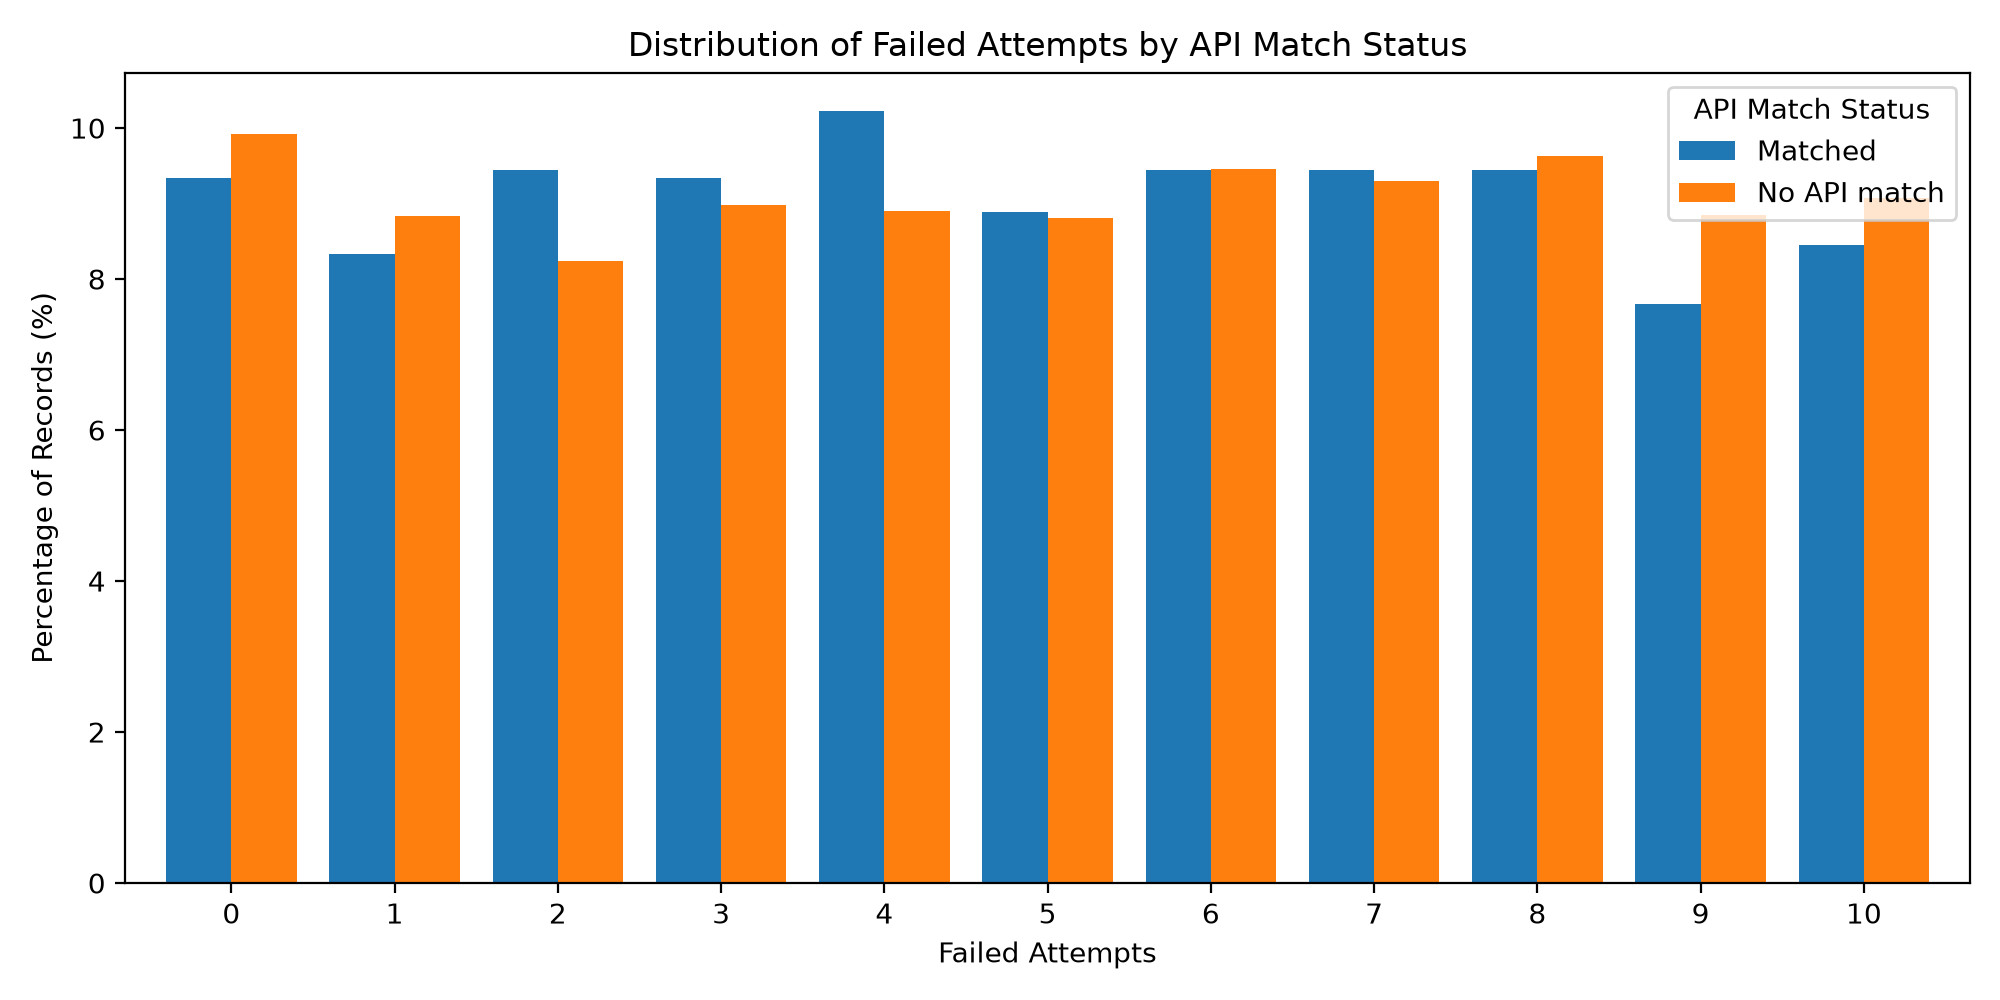 Distribution of Failed Attempts by API Match Status
API Match Status
Matched
No API match
Percentage of Records (%)
10
8
6
4
2
0
0 1 2 3 4 5 6 7 8 9 10
Failed Attempts